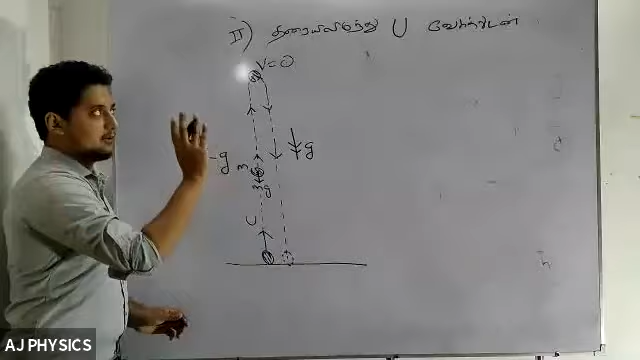 II) தரையிலிருந்து U வேகத்துடன்
V=0
-g
g
m
mg
U
AJ PHYSICS